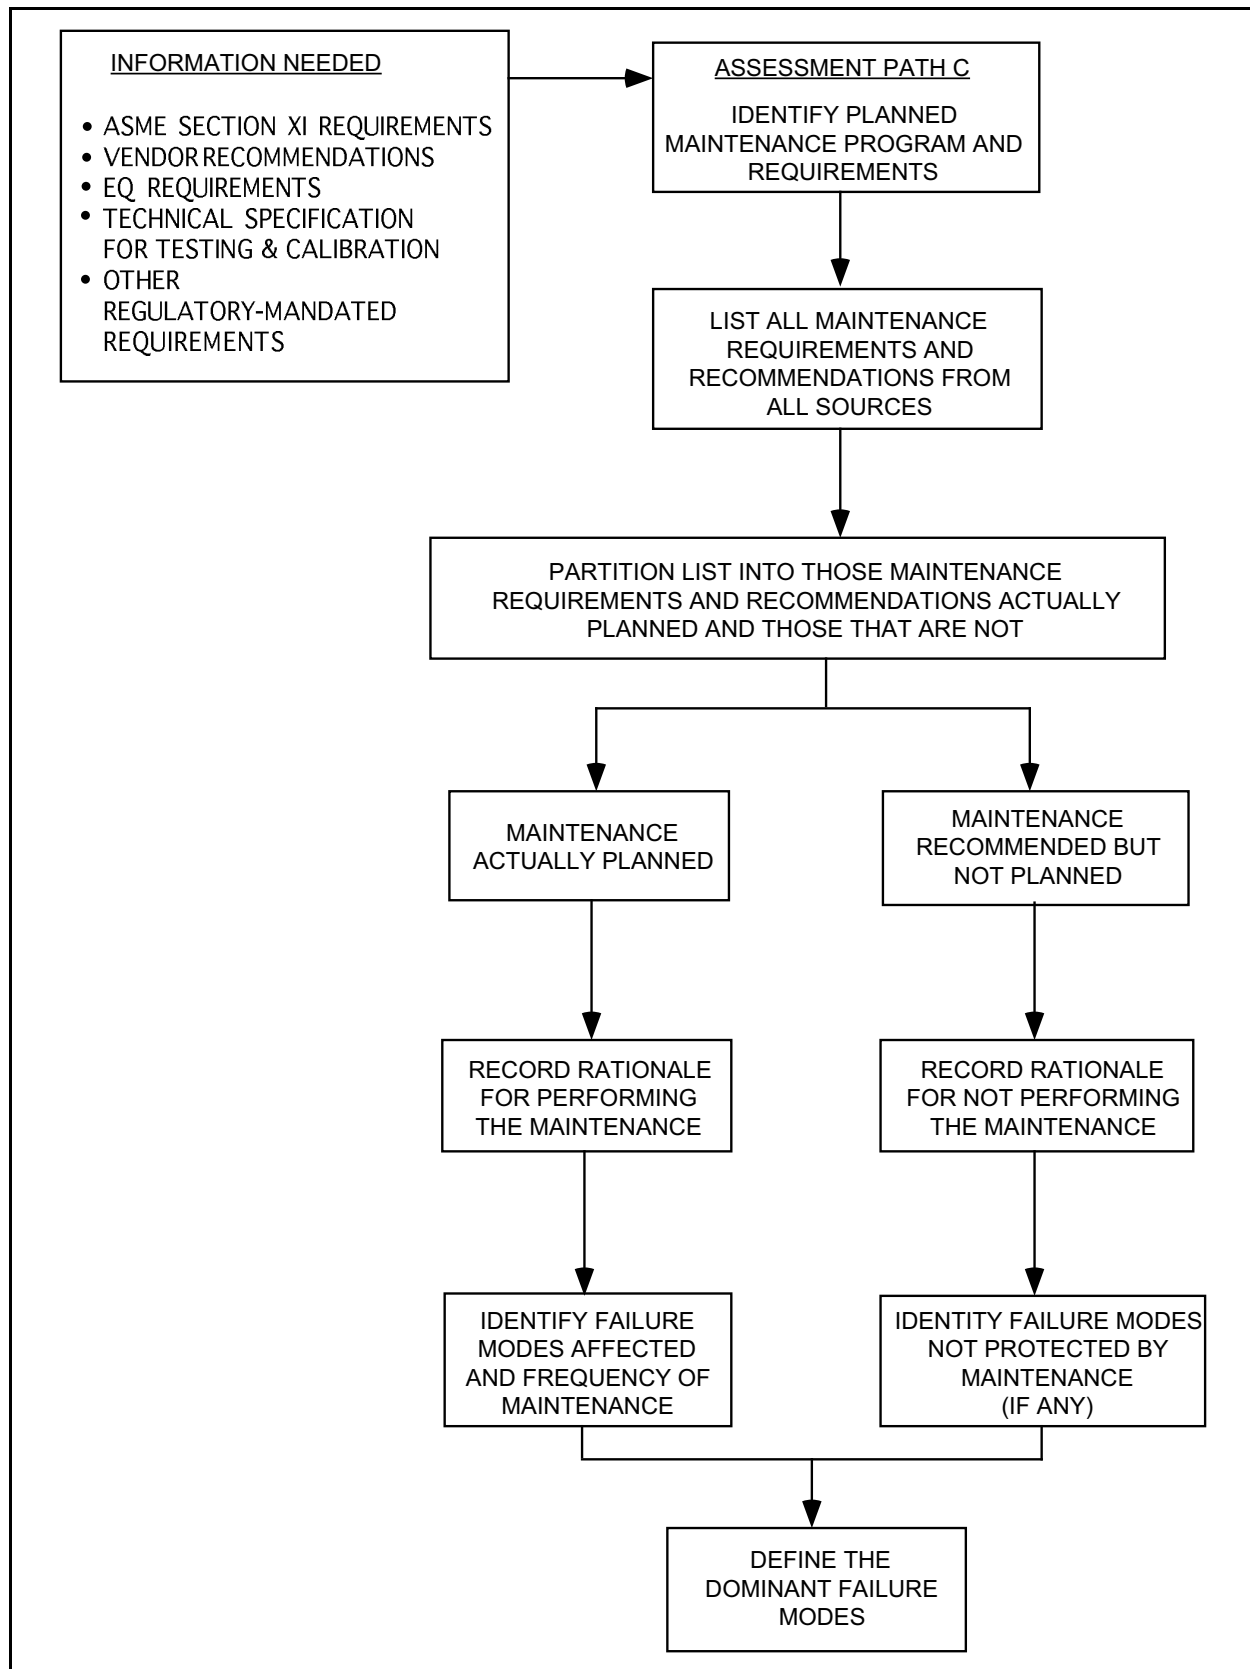 INFORMATION NEEDED
• ASME SECTION XI REQUIREMENTS
• VENDOR RECOMMENDATIONS
• EQ REQUIREMENTS
• TECHNICAL SPECIFICATION
FOR TESTING & CALIBRATION
• OTHER
REGULATORY-MANDATED
REQUIREMENTS
ASSESSMENT PATH C
IDENTIFY PLANNED
MAINTENANCE PROGRAM AND
REQUIREMENTS
LIST ALL MAINTENANCE
REQUIREMENTS AND
RECOMMENDATIONS FROM
ALL SOURCES
PARTITION LIST INTO THOSE MAINTENANCE
REQUIREMENTS AND RECOMMENDATIONS ACTUALLY
PLANNED AND THOSE THAT ARE NOT
MAINTENANCE
ACTUALLY PLANNED
MAINTENANCE
RECOMMENDED BUT
NOT PLANNED
RECORD RATIONALE
FOR PERFORMING
THE MAINTENANCE
RECORD RATIONALE
FOR NOT PERFORMING
THE MAINTENANCE
IDENTIFY FAILURE
MODES AFFECTED
AND FREQUENCY OF
MAINTENANCE
IDENTITY FAILURE MODES
NOT PROTECTED BY
MAINTENANCE
(IF ANY)
DEFINE THE
DOMINANT FAILURE
MODES